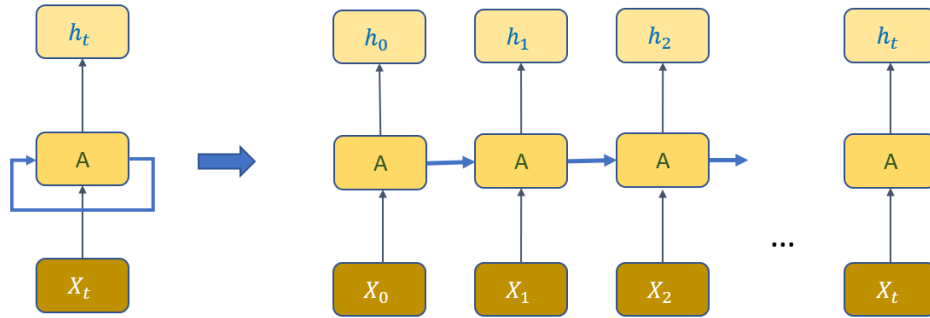 h_t h_0 h_1 h_2 h_t
A A A A A
...
X_t X_0 X_1 X_2 X_t